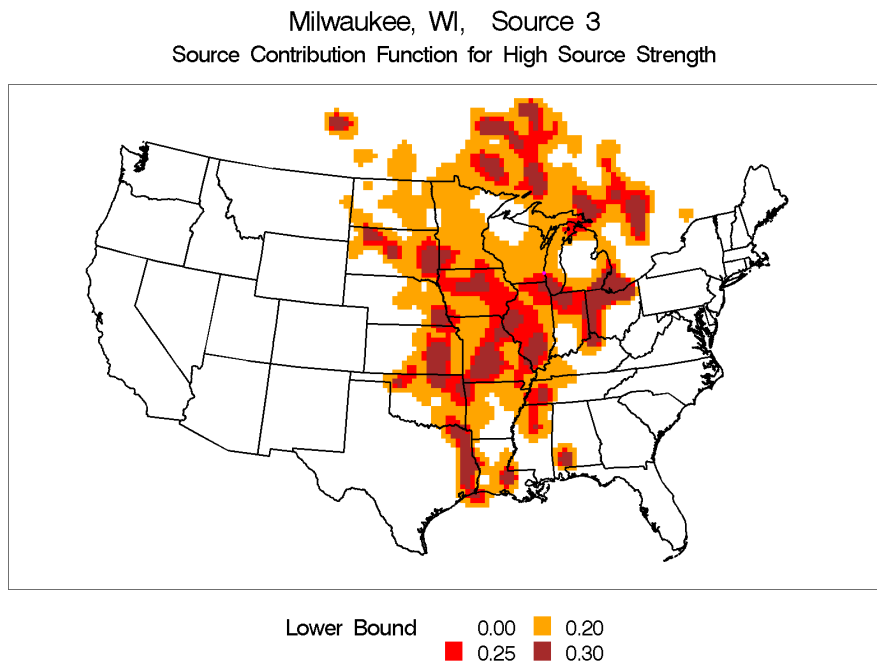 Milwaukee, WI, Source 3
Source Contribution Function for High Source Strength
Lower Bound 0.00 0.20
0.25 0.30